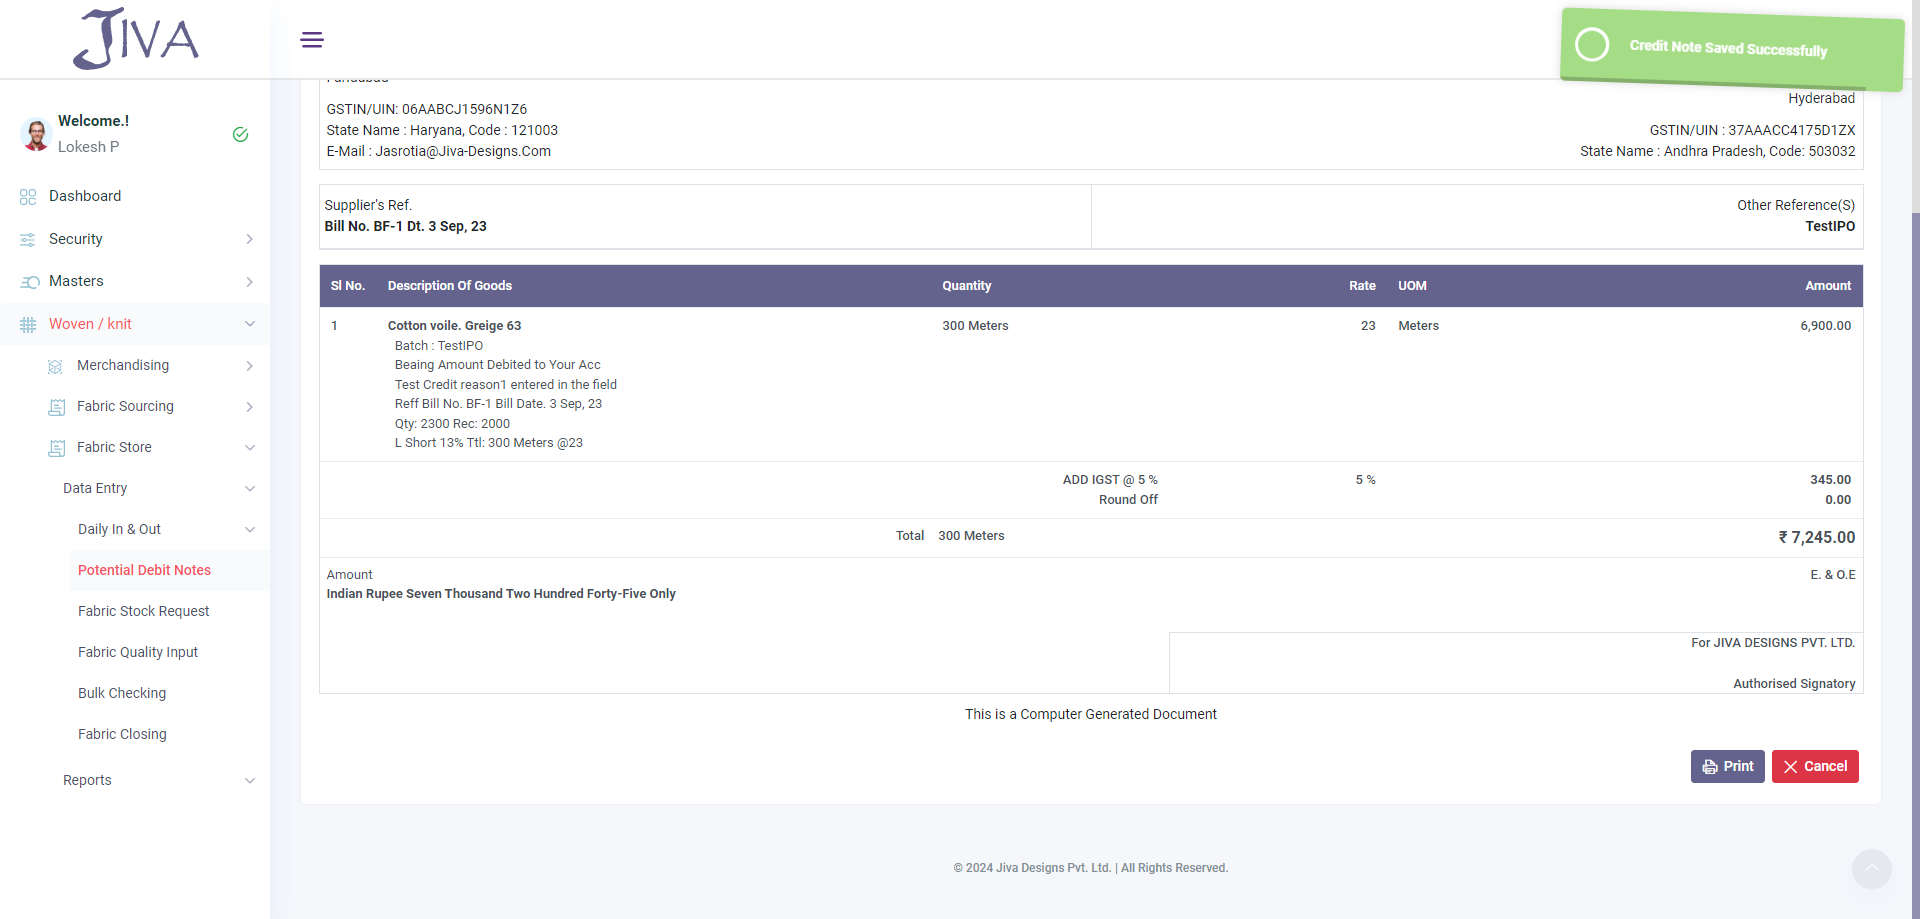 JIVA
Credit Note Saved Successfully
Welcome.!
Lokesh P
Dashboard
Security
Masters
Woven / knit
Merchandising
Fabric Sourcing
Fabric Store
Data Entry
Daily In & Out
Potential Debit Notes
Fabric Stock Request
Fabric Quality Input
Bulk Checking
Fabric Closing
Reports
Faridabad
GSTIN/UIN: 06AABCJ1596N1Z6
State Name : Haryana, Code : 121003
E-Mail : Jasrotia@Jiva-Designs.Com
Hyderabad
GSTIN/UIN : 37AAACC4175D1ZX
State Name : Andhra Pradesh, Code: 503032
Supplier's Ref.
Bill No. BF-1 Dt. 3 Sep, 23
Other Reference(S)
TestIPO
Sl No. Description Of Goods Quantity Rate UOM Amount
1 Cotton voile. Greige 63 300 Meters 23 Meters 6,900.00
Batch : TestIPO
Beaing Amount Debited to Your Acc
Test Credit reason1 entered in the field
Reff Bill No. BF-1 Bill Date. 3 Sep, 23
Qty: 2300 Rec: 2000
L Short 13% Ttl: 300 Meters @23
ADD IGST @ 5 % 5 % 345.00
Round Off 0.00
Total 300 Meters ₹ 7,245.00
Amount E. & O.E
Indian Rupee Seven Thousand Two Hundred Forty-Five Only
For JIVA DESIGNS PVT. LTD.
Authorised Signatory
This is a Computer Generated Document
Print Cancel
© 2024 Jiva Designs Pvt. Ltd. | All Rights Reserved.